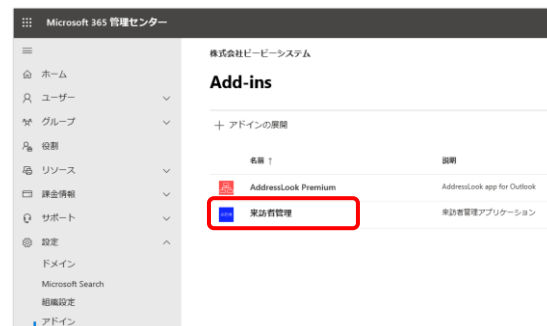 Microsoft 365 管理センター
ホーム
ユーザー
グループ
役割
リソース
課金情報
サポート
設定
ドメイン
Microsoft Search
組織設定
アドイン
株式会社ビービーシステム
Add-ins
+ アドインの展開
名前 ↑ 説明
AddressLook Premium AddressLook app for Outlook
来訪者管理 来訪者管理アプリケーション